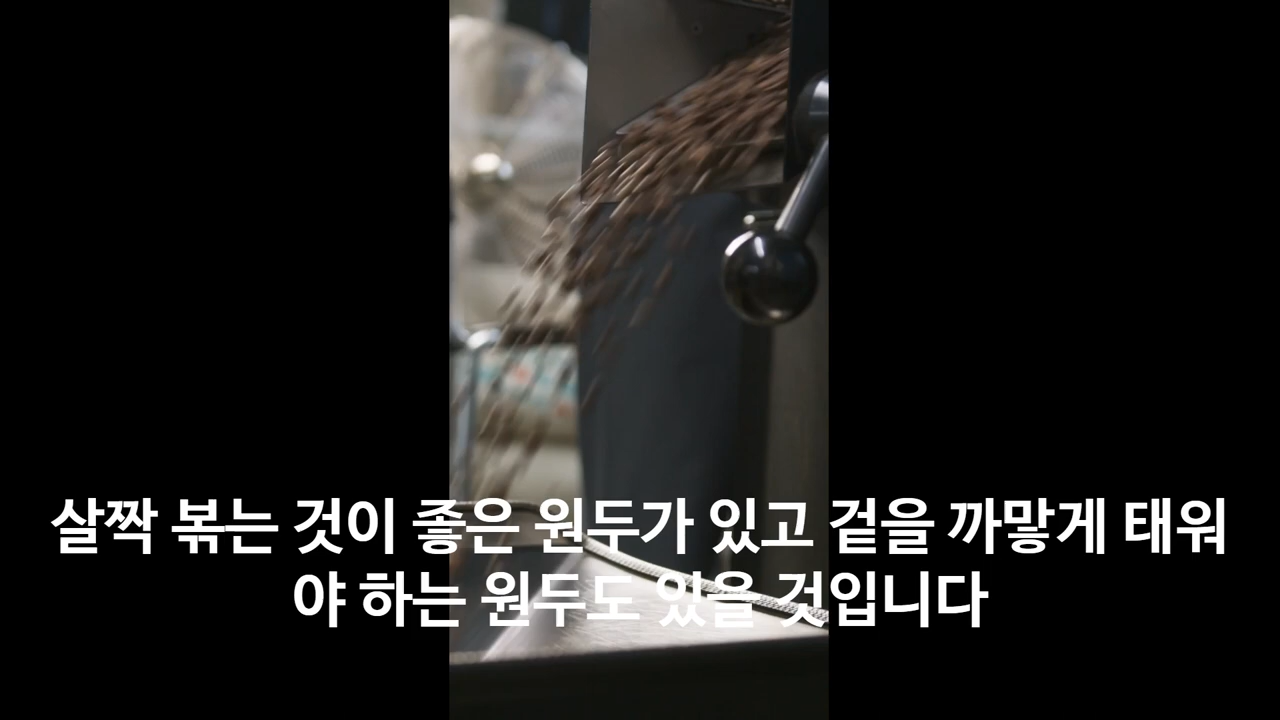 살짝 볶는 것이 좋은 원두가 있고 겉을 까맣게 태워
야 하는 원두도 있을 것입니다